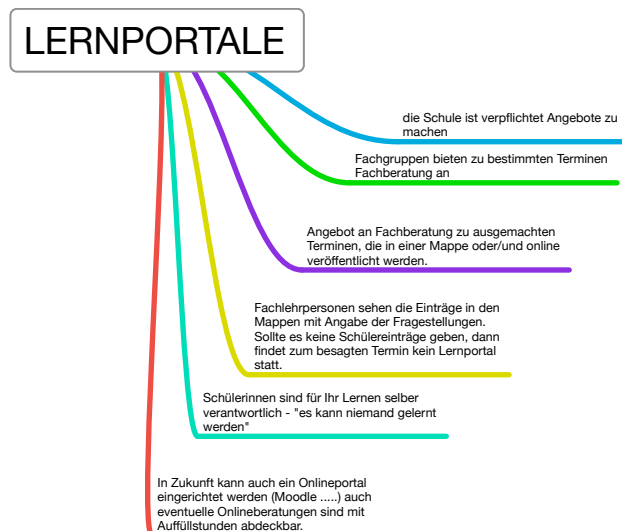 LERNPORTALE
die Schule ist verpflichtet Angebote zu
machen
Fachgruppen bieten zu bestimmten Terminen
Fachberatung an
Angebot an Fachberatung zu ausgemachten
Terminen, die in einer Mappe oder/und online
veröffentlicht werden.
Fachlehrpersonen sehen die Einträge in den
Mappen mit Angabe der Fragestellungen.
Sollte es keine Schülereinträge geben, dann
findet zum besagten Termin kein Lernportal
statt.
Schülerinnen sind für Ihr Lernen selber
verantwortlich - "es kann niemand gelernt
werden"
In Zukunft kann auch ein Onlineportal
eingerichtet werden (Moodle .....) auch
eventuelle Onlineberatungen sind mit
Auffüllstunden abdeckbar.